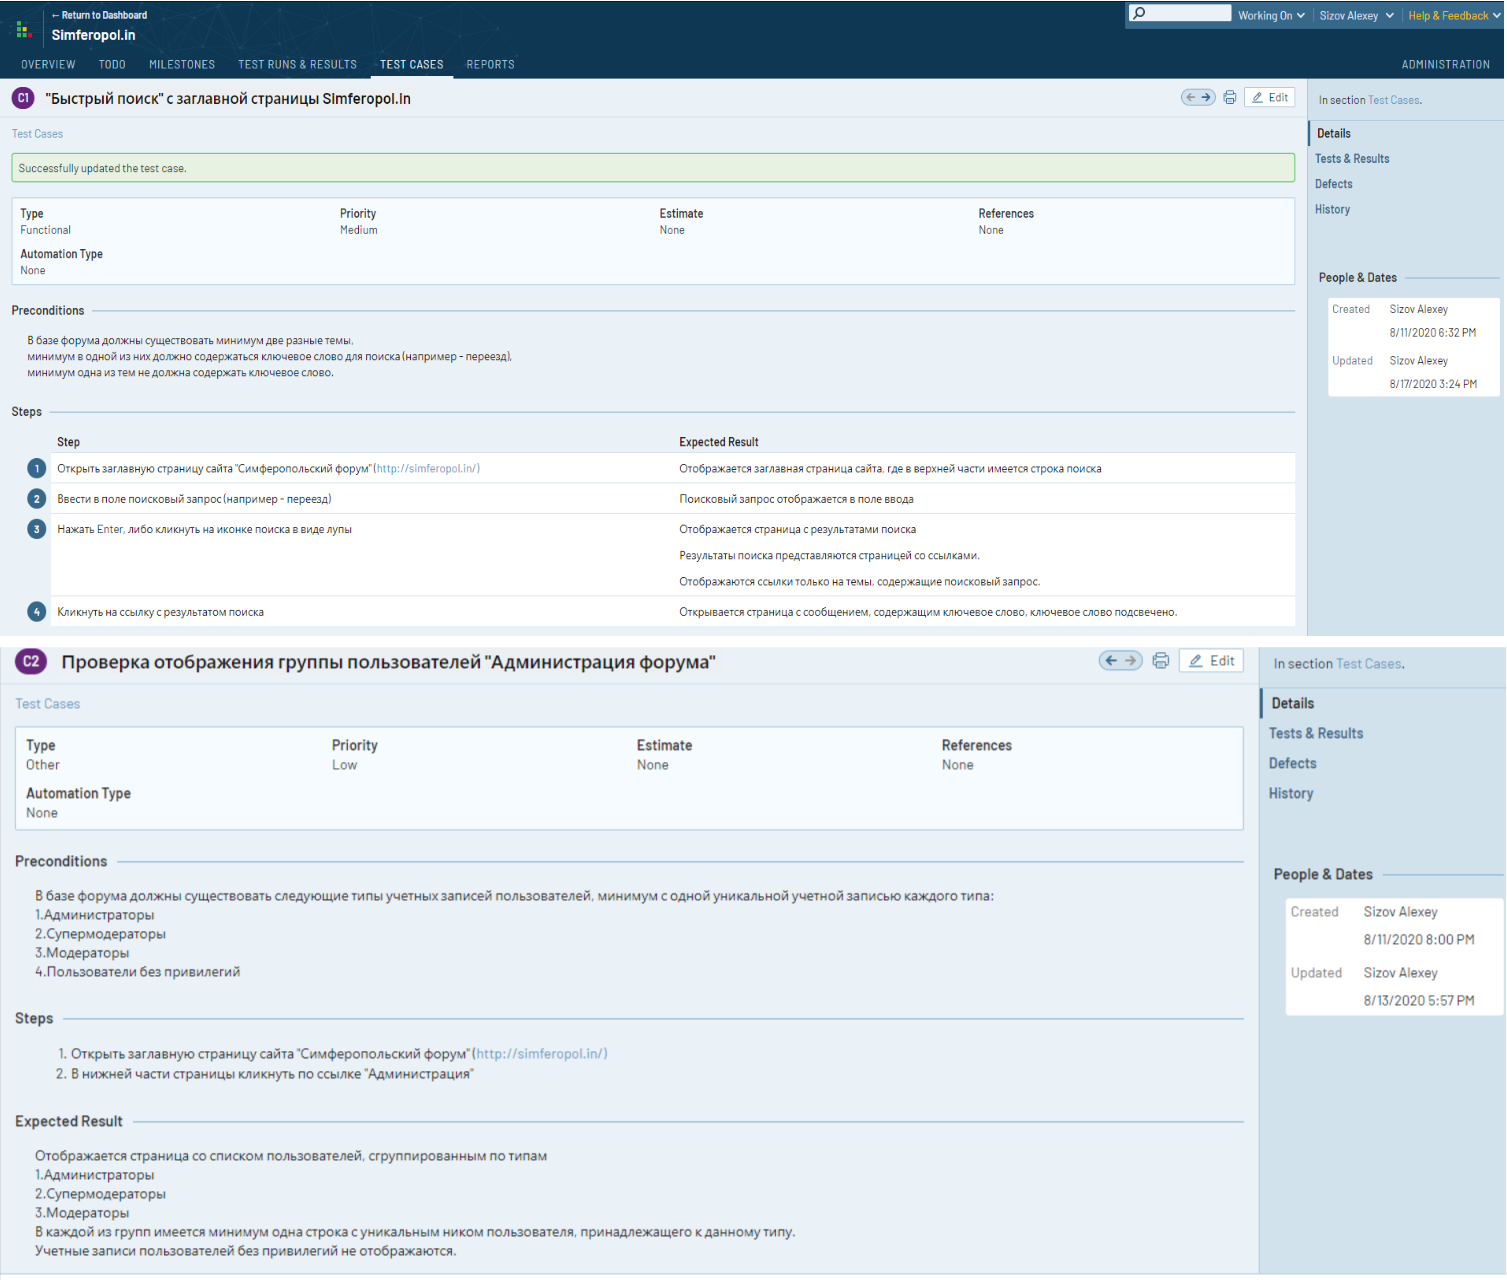 ← Return to Dashboard
Simferopol.in
Working On
Sizov Alexey
Help & Feedback
OVERVIEW
TODO
MILESTONES
TEST RUNS & RESULTS
TEST CASES
REPORTS
ADMINISTRATION
C1 "Быстрый поиск" с заглавной страницы Simferopol.in
Edit
In section Test Cases.
Test Cases
Details
Tests & Results
Defects
History
Successfully updated the test case.
Type Priority Estimate References
Functional Medium None None
Automation Type
None
People & Dates
Created Sizov Alexey
8/11/2020 6:32 PM
Updated Sizov Alexey
8/17/2020 3:24 PM
Preconditions
В базе форума должны существовать минимум две разные темы,
минимум в одной из них должно содержаться ключевое слово для поиска (например - переезд),
минимум одна из тем не должна содержать ключевое слово.
Steps
Step Expected Result
1 Открыть заглавную страницу сайта "Симферопольский форум" (http://simferopol.in/) Отображается заглавная страница сайта, где в верхней части имеется строка поиска
2 Ввести в поле поисковый запрос (например - переезд) Поисковый запрос отображается в поле ввода
3 Нажать Enter, либо кликнуть на иконке поиска в виде лупы Отображается страница с результатами поиска
Результаты поиска представляются страницей со ссылками.
Отображаются ссылки только на темы, содержащие поисковый запрос.
4 Кликнуть на ссылку с результатом поиска Открывается страница с сообщением, содержащим ключевое слово, ключевое слово подсвечено.
C2 Проверка отображения группы пользователей "Администрация форума"
Edit
In section Test Cases.
Test Cases
Details
Tests & Results
Defects
History
Type Priority Estimate References
Other Low None None
Automation Type
None
People & Dates
Created Sizov Alexey
8/11/2020 8:00 PM
Updated Sizov Alexey
8/13/2020 5:57 PM
Preconditions
В базе форума должны существовать следующие типы учетных записей пользователей, минимум с одной уникальной учетной записью каждого типа:
1.Администраторы
2.Супермодераторы
3.Модераторы
4.Пользователи без привилегий
Steps
1. Открыть заглавную страницу сайта "Симферопольский форум" (http://simferopol.in/)
2. В нижней части страницы кликнуть по ссылке "Администрация"
Expected Result
Отображается страница со списком пользователей, сгруппированным по типам
1.Администраторы
2.Супермодераторы
3.Модераторы
В каждой из групп имеется минимум одна строка с уникальным ником пользователя, принадлежащего к данному типу.
Учетные записи пользователей без привилегий не отображаются.